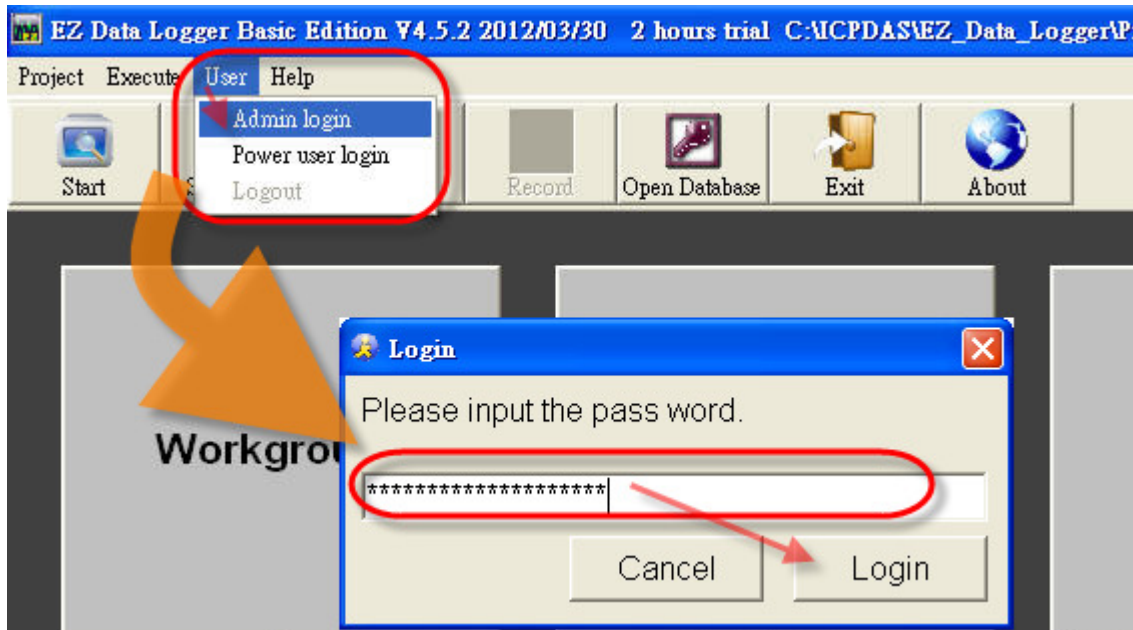 EZ Data Logger Basic Edition V4.5.2 2012/03/30 2 hours trial C:\ICPDAS\EZ_Data_Logger\P
Project Execute User Help
Admin login
Power user login
Logout
Start
Record
Open Database
Exit
About
Login
Please input the pass word.
Workgrou
********************
Cancel
Login